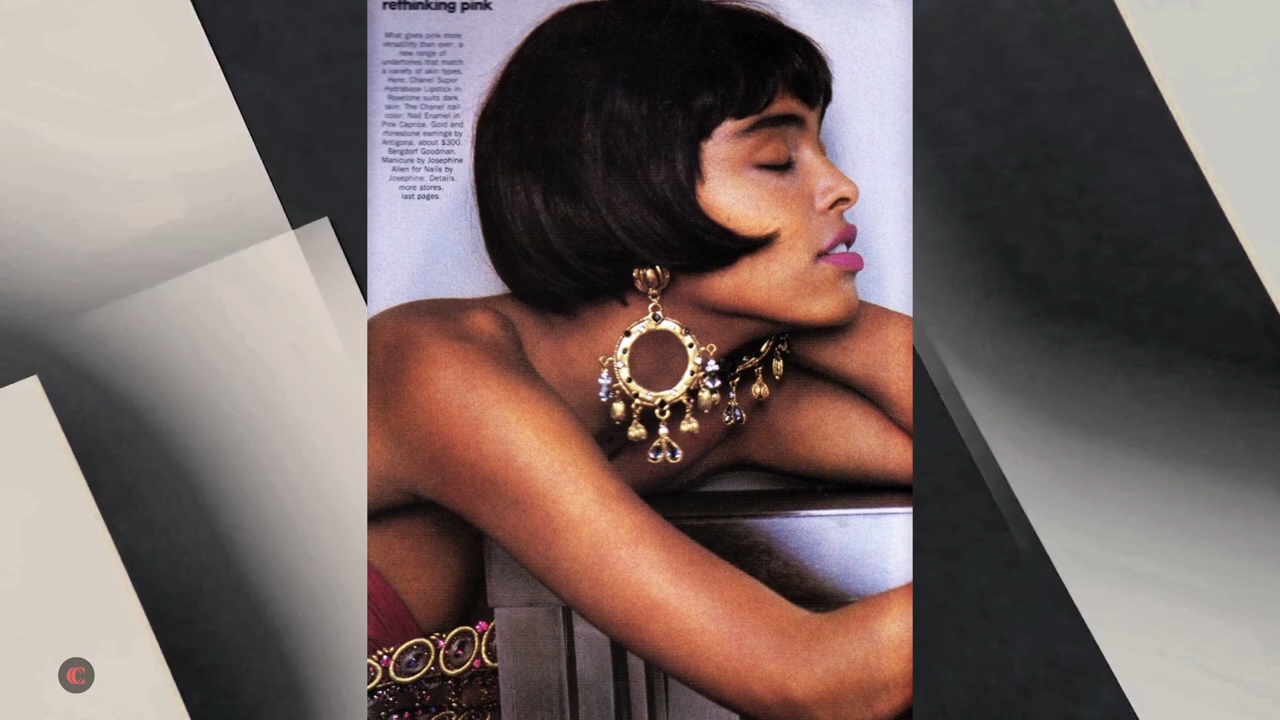 rethinking pink
What gives pink more
versatility than ever: a
new range of
undertones that match
a variety of skin types.
Here, Chanel Super
Hydrabase Lipstick in
Rosetone suits dark
skin. The Chanel nail
color: Nail Enamel in
Pink Caprice. Gold and
rhinestone earrings by
Antigona, about $300.
Bergdorf Goodman.
Manicure by Josephine
Allen for Nails by
Josephine. Details,
more stores,
last pages.